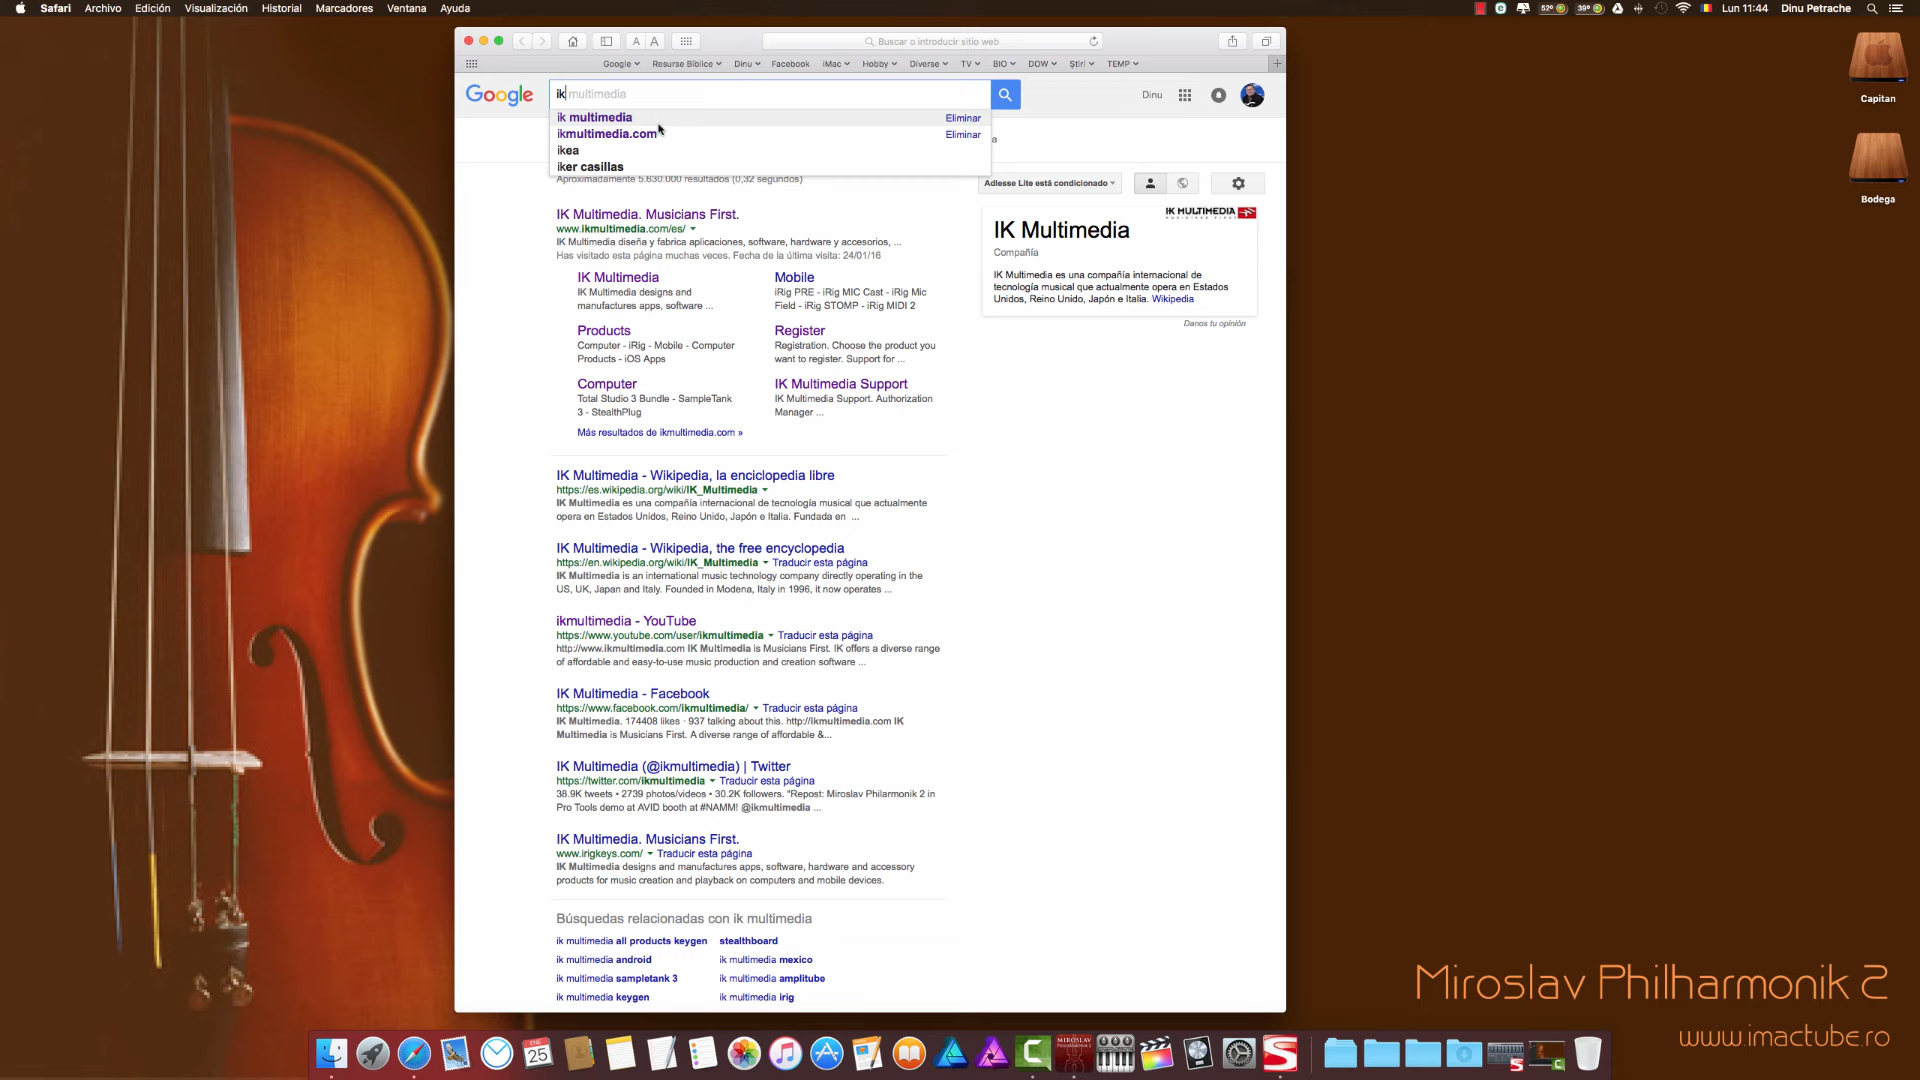 Safari Archivo Edición Visualización Historial Marcadores Ventana Ayuda
52º 39º Lun 11:44 Dinu Petrache
A A Buscar o introducir sitio web
Google Resurse Biblice Dinu Facebook iMac Hobby Diverse TV BIO DOW Știri TEMP
Google ik multimedia Dinu
ik multimedia Eliminar
ikmultimedia.com Eliminar
ikea
iker casillas
Aproximadamente 5.630.000 resultados (0,32 segundos)
Adiesse Lite está condicionado
IK Multimedia. Musicians First.
www.ikmultimedia.com/es/
IK Multimedia diseña y fabrica aplicaciones, software, hardware y accesorios, ...
Has visitado esta página muchas veces. Fecha de la última visita: 24/01/16
IK Multimedia
IK Multimedia designs and
manufactures apps, software ...
Mobile
iRig PRE - iRig MIC Cast - iRig Mic
Field - iRig STOMP - iRig MIDI 2
Products
Computer - iRig - Mobile - Computer
Products - iOS Apps
Register
Registration. Choose the product you
want to register. Support for ...
Computer
Total Studio 3 Bundle - SampleTank
3 - StealthPlug
IK Multimedia Support
IK Multimedia Support. Authorization
Manager ...
Más resultados de ikmultimedia.com »
IK Multimedia - Wikipedia, la enciclopedia libre
https://es.wikipedia.org/wiki/IK_Multimedia
IK Multimedia es una compañía internacional de tecnología musical que actualmente
opera en Estados Unidos, Reino Unido, Japón e Italia. Fundada en ...
IK Multimedia - Wikipedia, the free encyclopedia
https://en.wikipedia.org/wiki/IK_Multimedia Traducir esta página
IK Multimedia is an international music technology company directly operating in the
US, UK, Japan and Italy. Founded in Modena, Italy in 1996, it now operates ...
ikmultimedia - YouTube
https://www.youtube.com/user/ikmultimedia Traducir esta página
http://www.ikmultimedia.com IK Multimedia is Musicians First. IK offers a diverse range
of affordable and easy-to-use music production and creation software ...
IK Multimedia - Facebook
https://www.facebook.com/ikmultimedia/ Traducir esta página
IK Multimedia. 174408 likes · 937 talking about this. http://ikmultimedia.com IK
Multimedia is Musicians First. A diverse range of affordable &...
IK Multimedia (@ikmultimedia) | Twitter
https://twitter.com/ikmultimedia Traducir esta página
38.9K tweets • 2739 photos/videos • 30.2K followers. "Repost: Miroslav Philarmonik 2 in
Pro Tools demo at AVID booth at #NAMM! @ikmultimedia ...
IK Multimedia. Musicians First.
www.irigkeys.com/ Traducir esta página
IK Multimedia designs and manufactures apps, software, hardware and accessory
products for music creation and playback on computers and mobile devices.
Búsquedas relacionadas con ik multimedia
ik multimedia all products keygen stealthboard
ik multimedia android ik multimedia mexico
ik multimedia sampletank 3 ik multimedia amplitube
ik multimedia keygen ik multimedia irig
IK MULTIMEDIA
IK Multimedia
Compañía
IK Multimedia es una compañía internacional de
tecnología musical que actualmente opera en Estados
Unidos, Reino Unido, Japón e Italia. Wikipedia
Danos tu opinión
Capitan
Bodega
Miroslav Philharmonik 2
www.imactube.ro
ENE
25
MIROSLAV